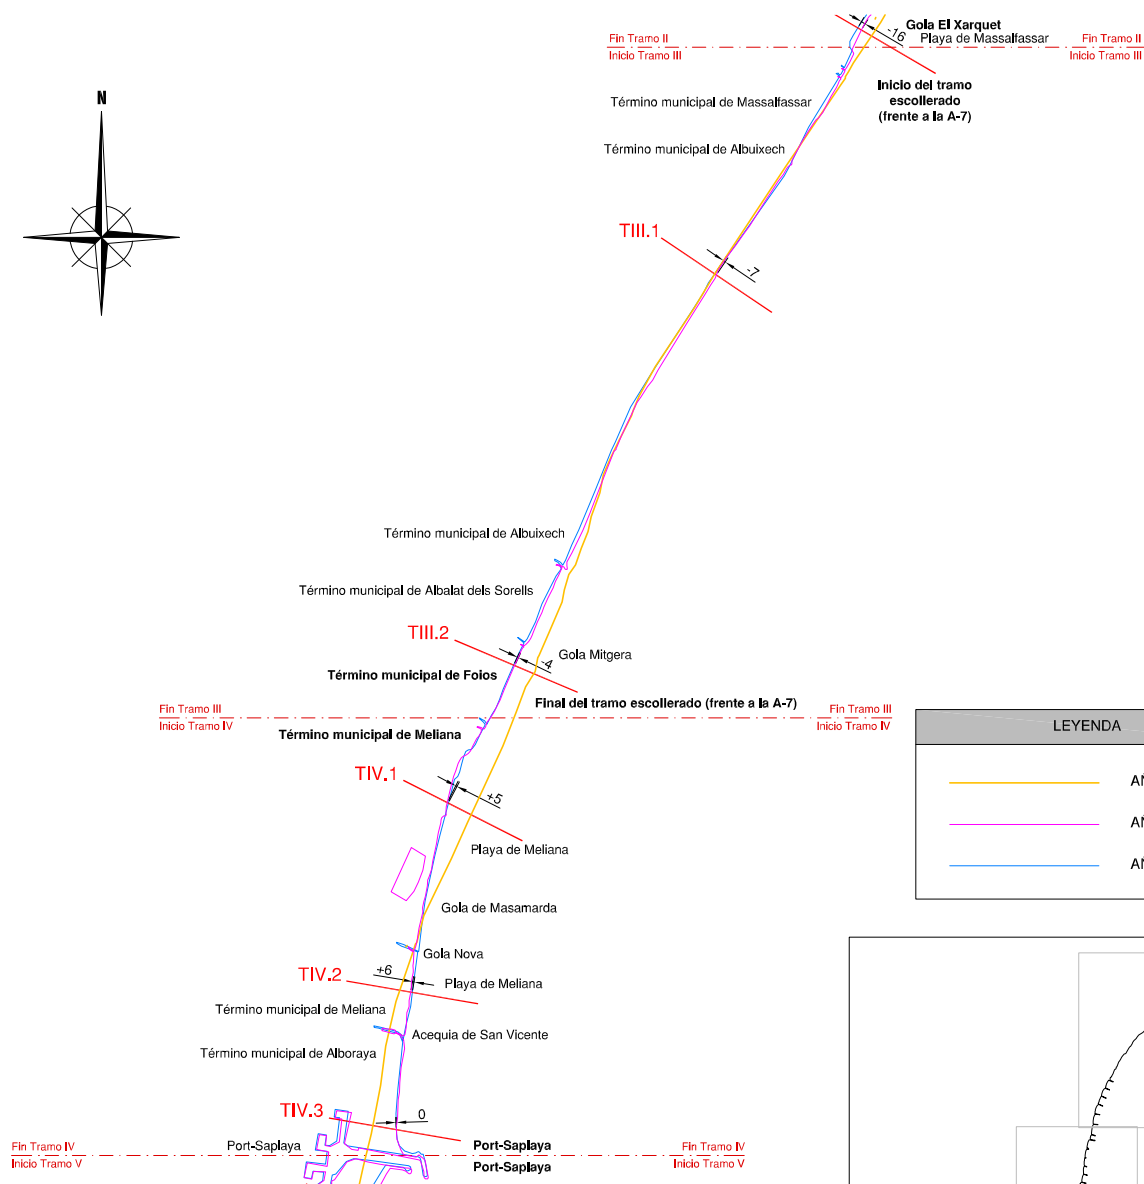 Gola El Xarquet
-16
Playa de Massalfassar
Fin Tramo II
Inicio Tramo III
Fin Tramo II
Inicio Tramo III
N
Inicio del tramo
escollerado
(frente a la A-7)
Término municipal de Massalfassar
Término municipal de Albuixech
TIII.1
-7
Término municipal de Albuixech
Término municipal de Albalat dels Sorells
TIII.2
Gola Mitgera
-4
Término municipal de Foios
Final del tramo escollerado (frente a la A-7)
Fin Tramo III
Inicio Tramo IV
Fin Tramo III
Inicio Tramo IV
Término municipal de Meliana
LEYENDA
TIV.1
+5
Playa de Meliana
Gola de Masamarda
Gola Nova
TIV.2
+6
Playa de Meliana
Término municipal de Meliana
Acequia de San Vicente
Término municipal de Alboraya
TIV.3
0
Port-Saplaya
Port-Saplaya
Port-Saplaya
Fin Tramo IV
Inicio Tramo V
Fin Tramo IV
Inicio Tramo V